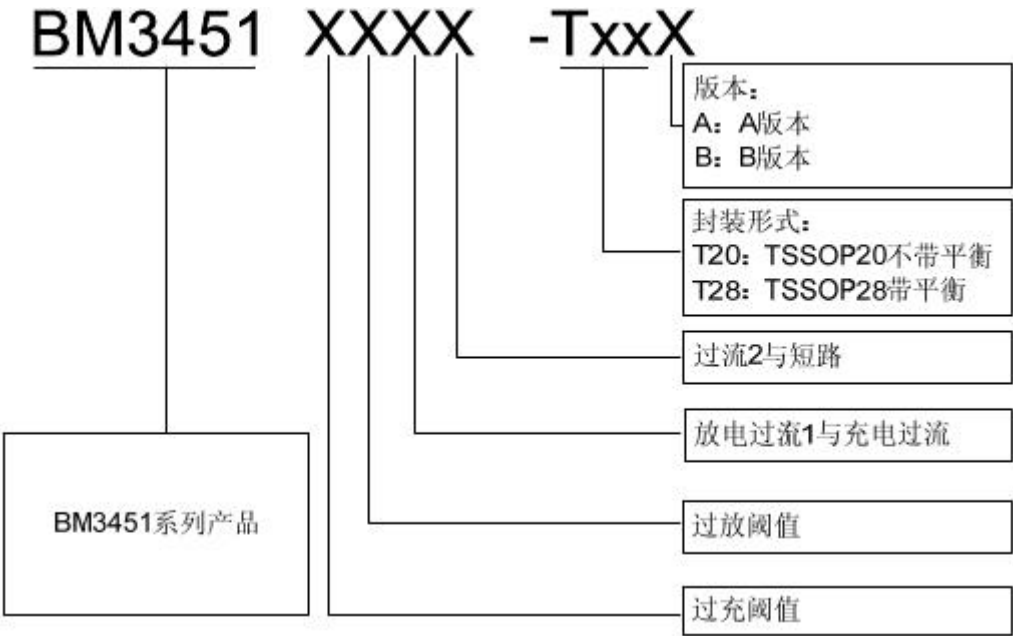 BM3451 XXXX -TxxX
版本：
A：A版本
B：B版本
封装形式：
T20：TSSOP20不带平衡
T28：TSSOP28带平衡
过流2与短路
放电过流1与充电过流
BM3451系列产品
过放阈值
过充阈值